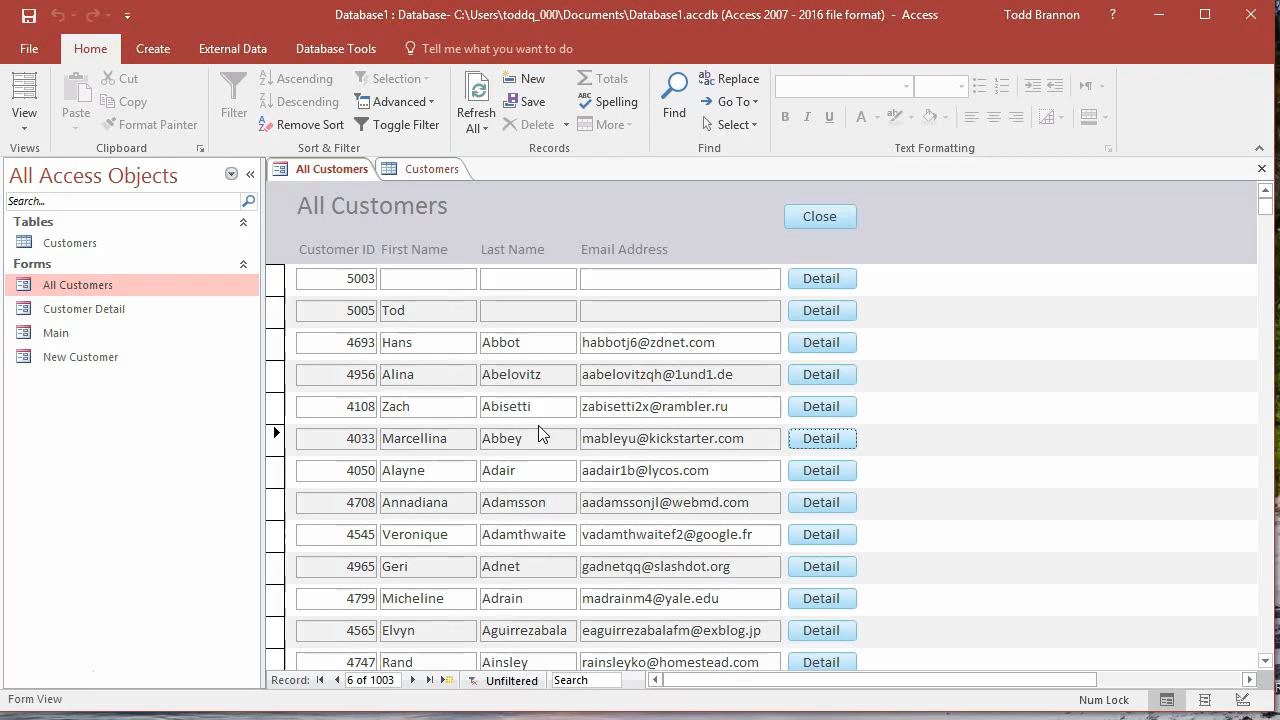 Database1 : Database- C:\Users\toddq_000\Documents\Database1.accdb (Access 2007 - 2016 file format) - Access
Todd Brannon
?
File Home Create External Data Database Tools Tell me what you want to do
View
Views
Paste
Cut
Copy
Format Painter
Clipboard
Filter
Ascending
Descending
Remove Sort
Selection
Advanced
Toggle Filter
Sort & Filter
Refresh
All
New
Save
Delete
Totals
Spelling
More
Records
Find
Replace
Go To
Select
Find
B I U A
Text Formatting
All Access Objects
Search...
Tables
Customers
Forms
All Customers
Customer Detail
Main
New Customer
All Customers Customers
All Customers
Close
Customer ID First Name Last Name Email Address
5003 Detail
5005 Tod Detail
4693 Hans Abbot habbotj6@zdnet.com Detail
4956 Alina Abelovitz aabelovitzqh@1und1.de Detail
4108 Zach Abisetti zabisetti2x@rambler.ru Detail
4033 Marcellina Abbey mableyu@kickstarter.com Detail
4050 Alayne Adair aadair1b@lycos.com Detail
4708 Annadiana Adamsson aadamssonjl@webmd.com Detail
4545 Veronique Adamthwaite vadamthwaitef2@google.fr Detail
4965 Geri Adnet gadnetqq@slashdot.org Detail
4799 Micheline Adrain madrainm4@yale.edu Detail
4565 Elvyn Aguirrezabala eaguirrezabalafm@exblog.jp Detail
4747 Rand Ainsley rainsleyko@homestead.com Detail
Record: 6 of 1003 Unfiltered Search
Form View
Num Lock